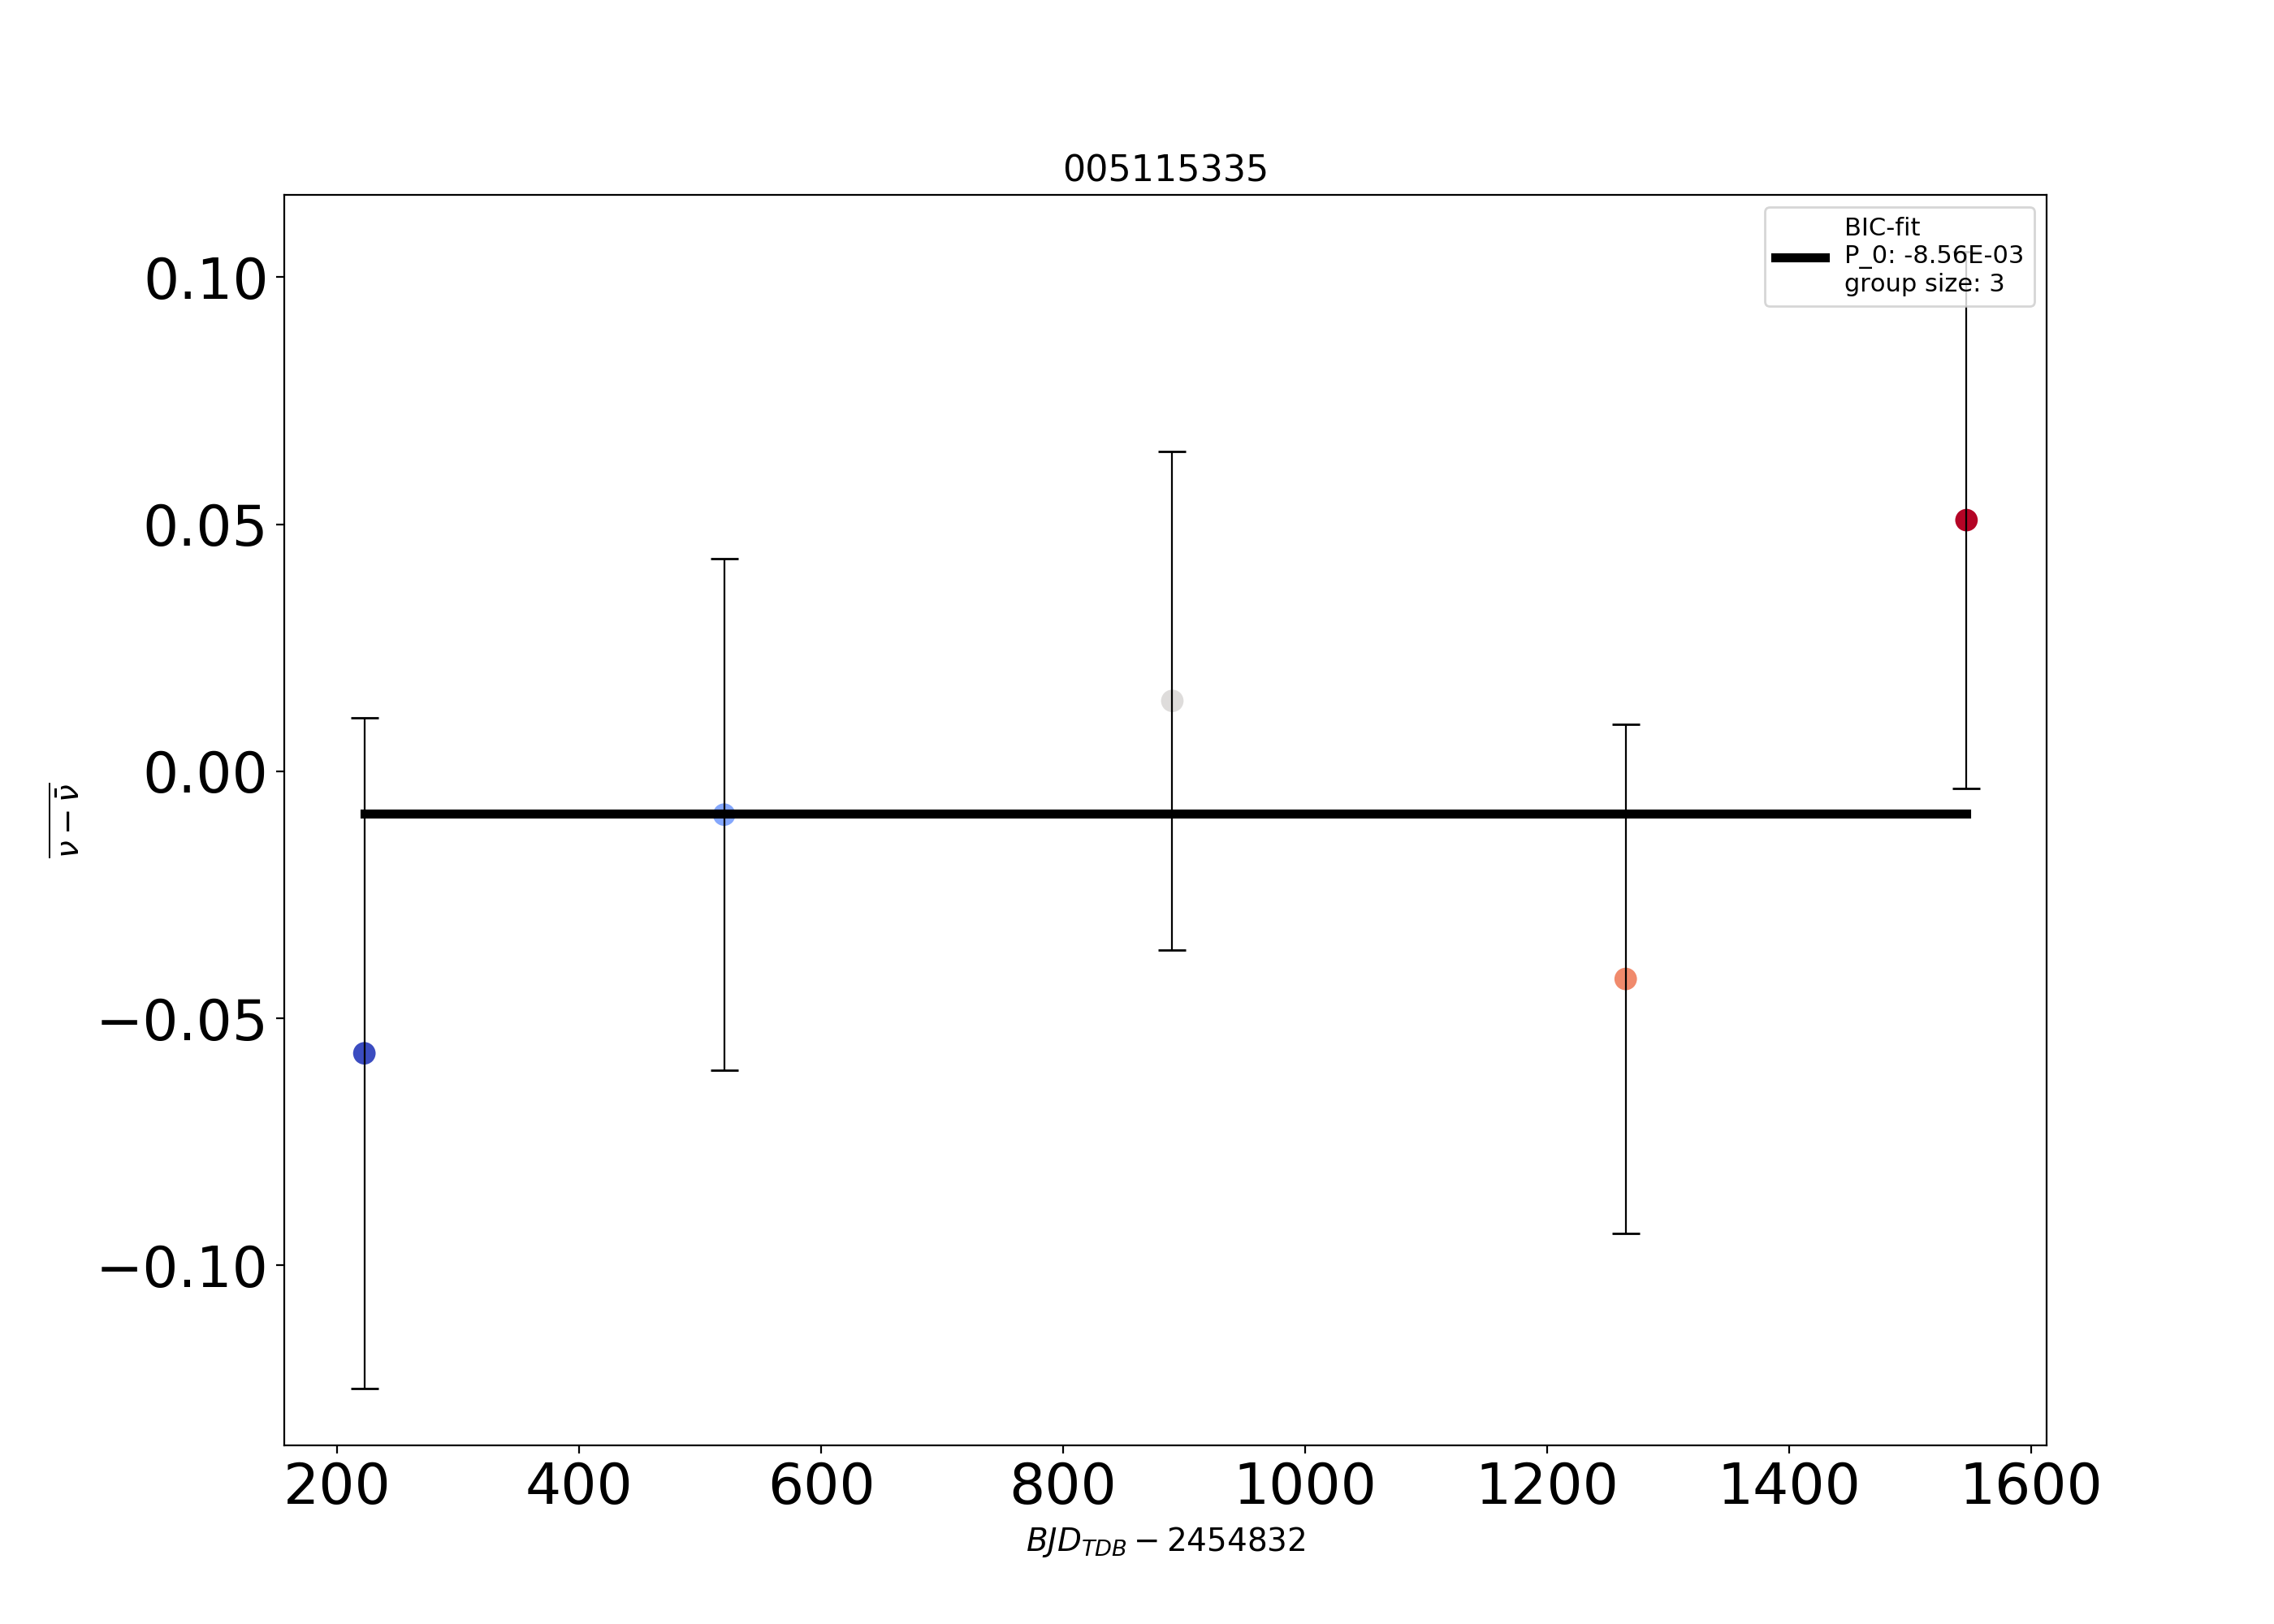 005115335
BIC-fit
P_0: -8.56E-03
group size: 3
0.10
0.05
0.00
−0.05
−0.10
ν − ν̄
200 400 600 800 1000 1200 1400 1600
BJD_TDB − 2454832